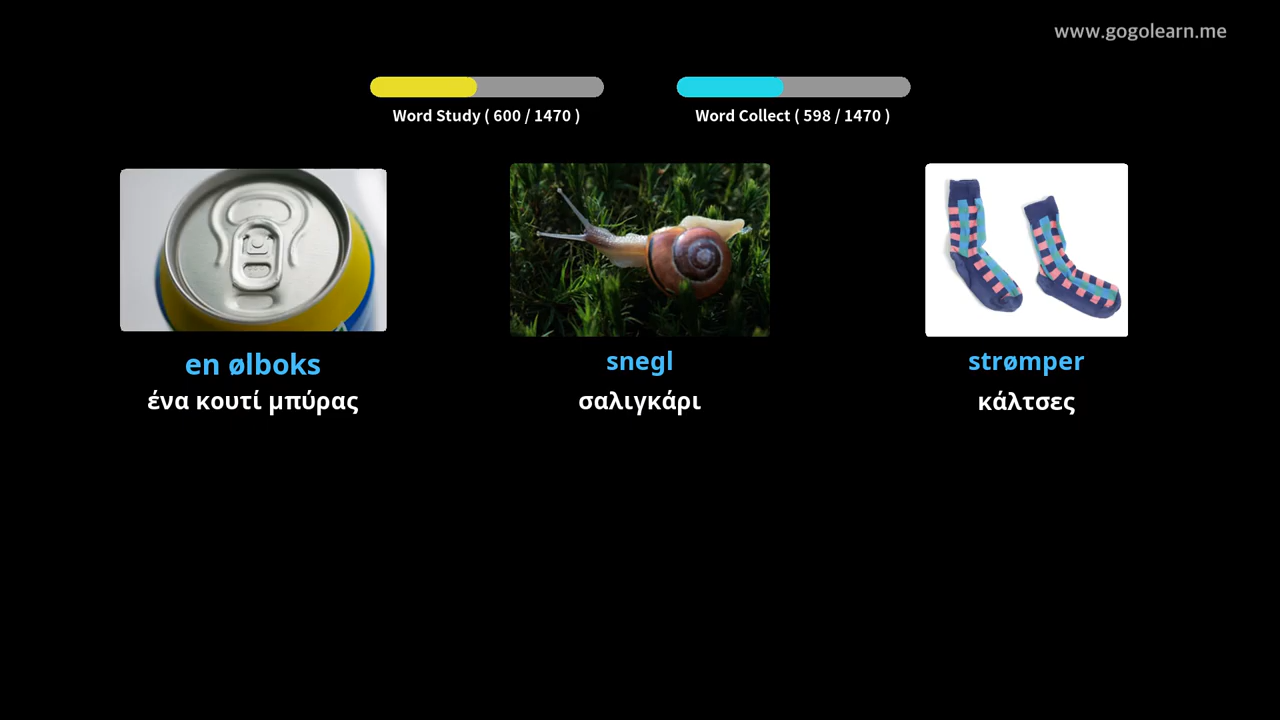 www.gogolearn.me
Word Study ( 600 / 1470 )
Word Collect ( 598 / 1470 )
en ølboks
ένα κουτί μπύρας
snegl
σαλιγκάρι
strømper
κάλτσες